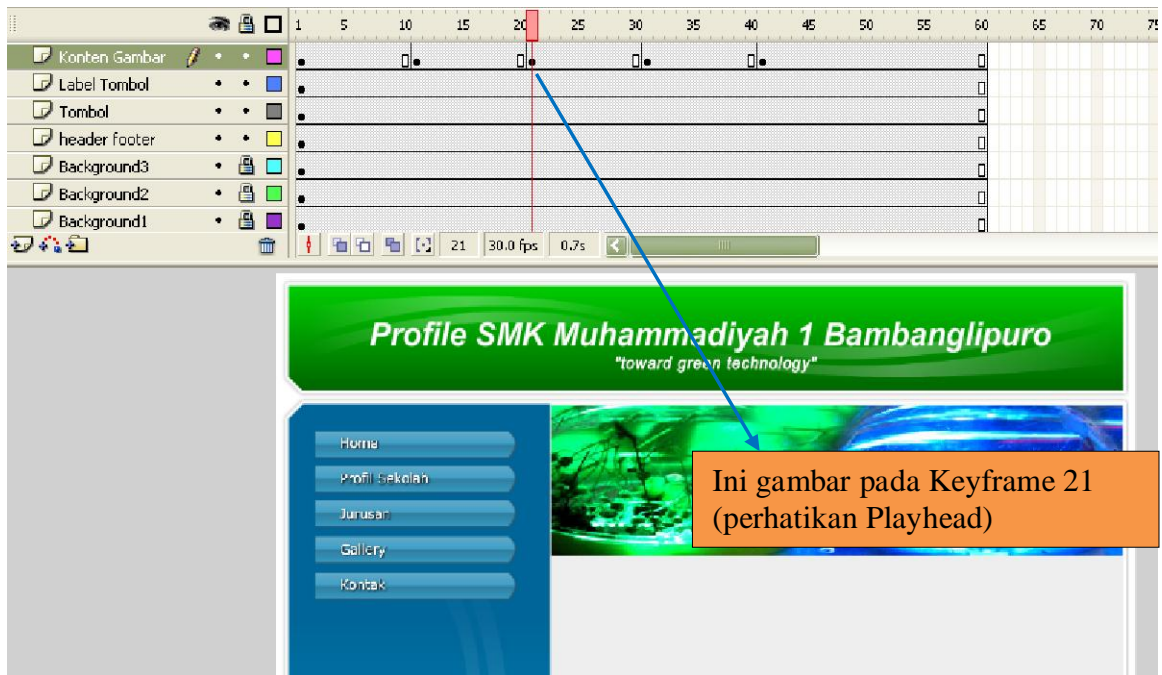 1 5 10 15 20 25 30 35 40 45 50 55 60 65 70 75
Konten Gambar
Label Tombol
Tombol
header footer
Background3
Background2
Background1
21 30.0 fps 0.7s
Profile SMK Muhammadiyah 1 Bambanglipuro
"toward green technology"
Home
Profil Sekolah
Jurusan
Gallery
Kontak
Ini gambar pada Keyframe 21
(perhatikan Playhead)